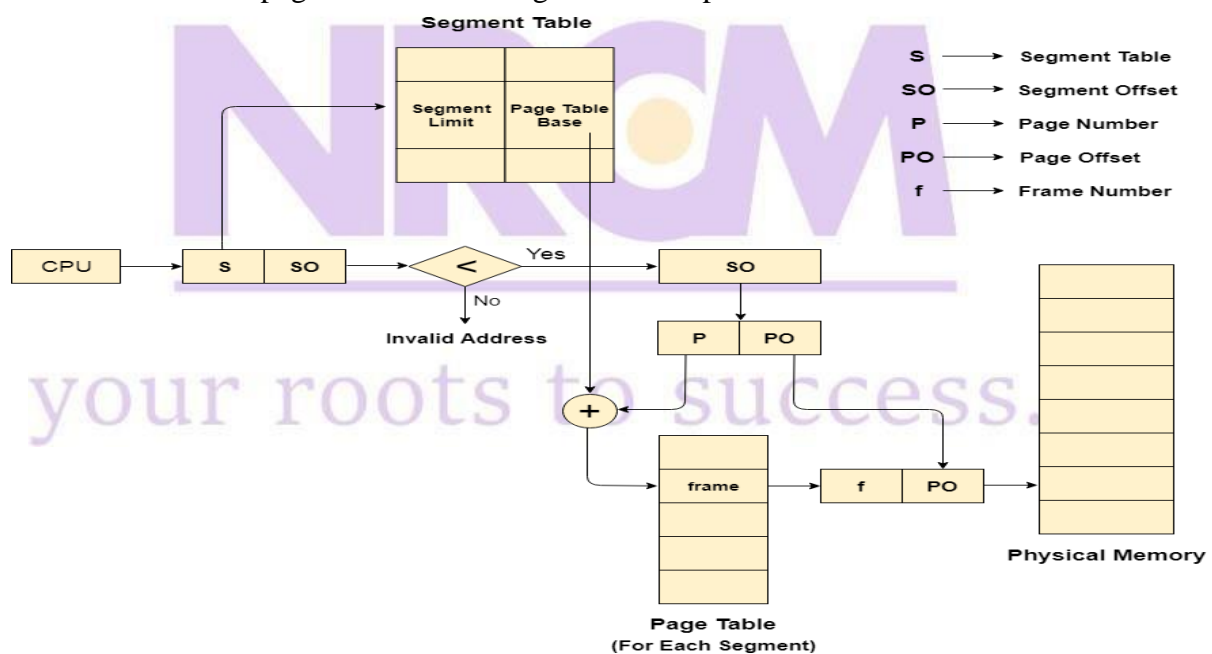 Segment Table
Segment
Limit
Page Table
Base
S Segment Table
SO Segment Offset
P Page Number
PO Page Offset
f Frame Number
NRCM
CPU
S SO
<
Yes
SO
No
Invalid Address
P PO
your roots to success.
+
frame
f PO
Physical Memory
Page Table
(For Each Segment)